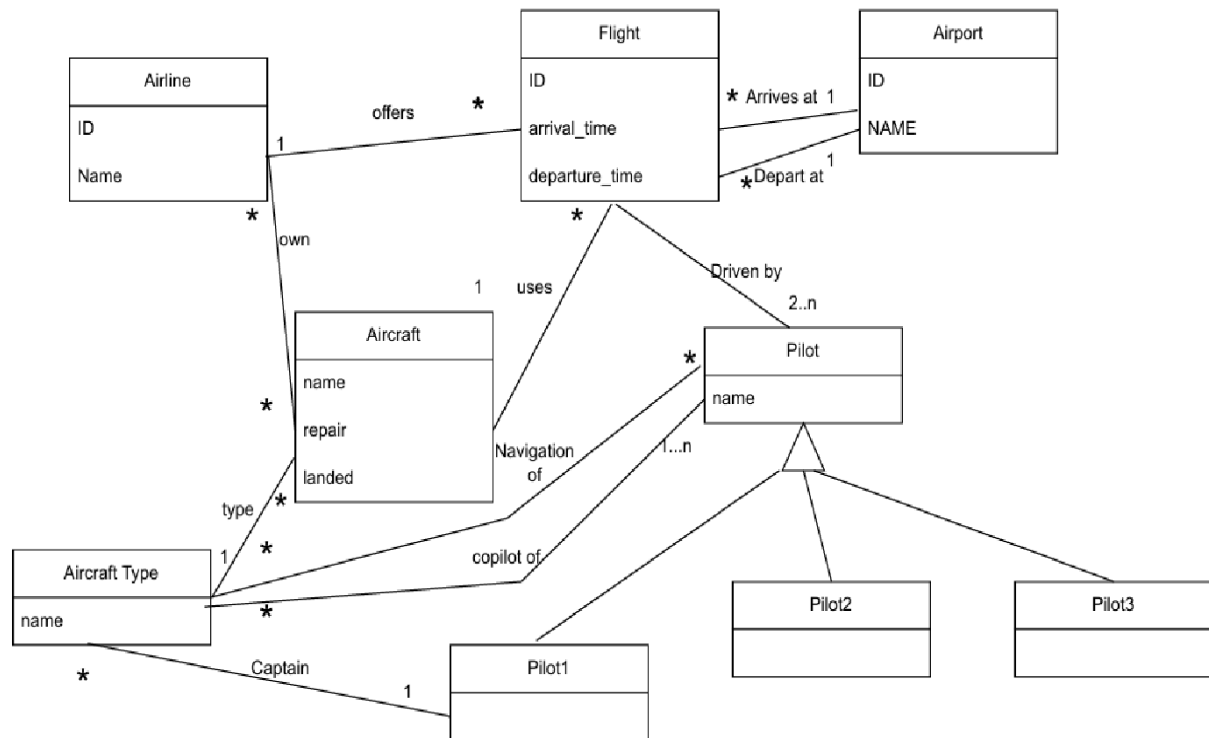 Flight
ID
arrival_time
departure_time
Airport
ID
NAME
Airline
ID
Name
offers
*
1
* Arrives at 1
1
*Depart at
*
*
own
uses
1
Driven by
2..n
Aircraft
name
repair
landed
*
*
Pilot
name
*
1...n
Navigation
of
type
1
*
copilot of
*
Aircraft Type
name
*
Captain
1
Pilot1
Pilot2
Pilot3